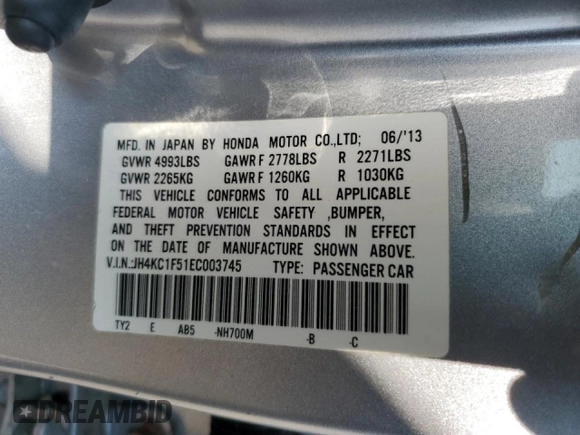 MFD. IN JAPAN BY HONDA MOTOR CO.,LTD; 06/'13
GVWR 4993LBS GAWR F 2778LBS R 2271LBS
GVWR 2265KG GAWR F 1260KG R 1030KG
THIS VEHICLE CONFORMS TO ALL APPLICABLE
FEDERAL MOTOR VEHICLE SAFETY ,BUMPER,
AND THEFT PREVENTION STANDARDS IN EFFECT
ON THE DATE OF MANUFACTURE SHOWN ABOVE.
V.I.N.:JH4KC1F51EC003745 TYPE: PASSENGER CAR
TY2 E AB5 -NH700M -B -C
DREAMBID